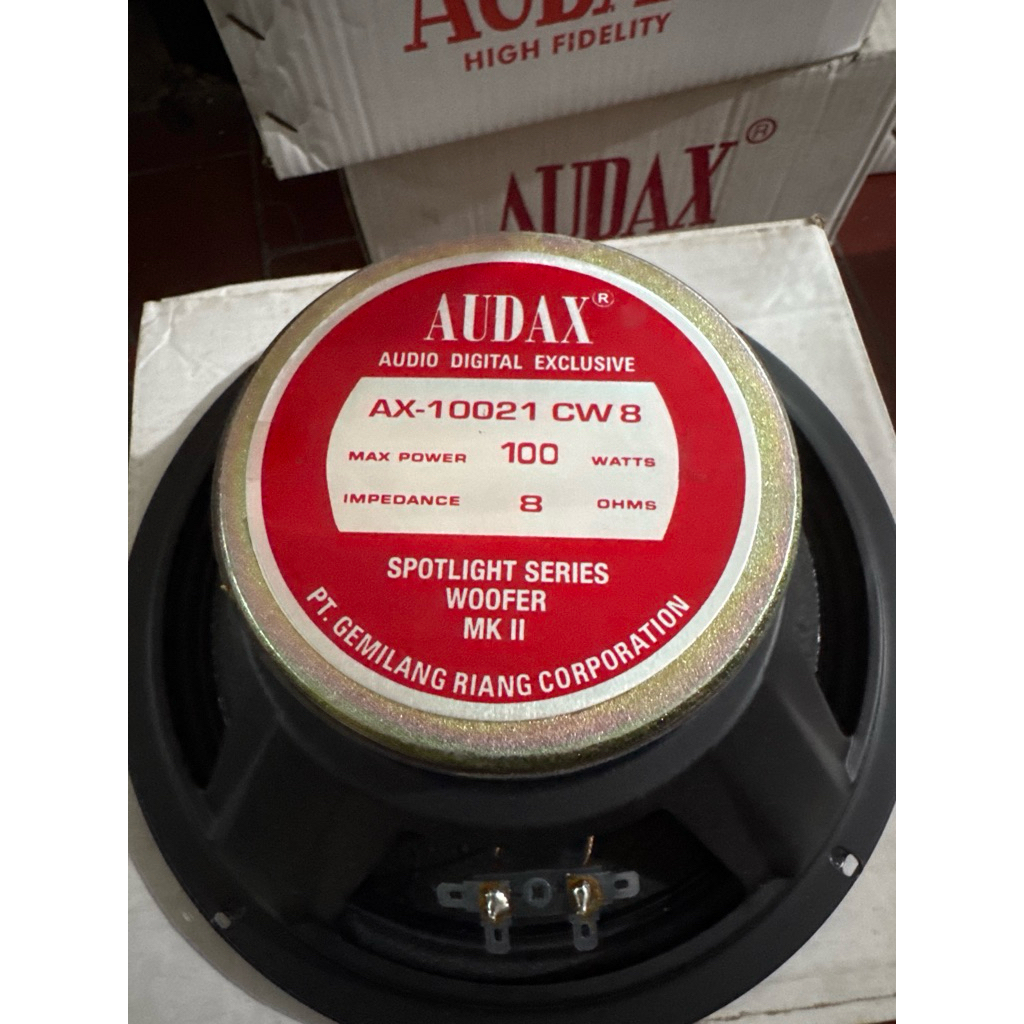 AUDAX
HIGH FIDELITY
AUDAX®
AUDAX®
AUDIO DIGITAL EXCLUSIVE
AX-10021 CW 8
MAX POWER 100 WATTS
IMPEDANCE 8 OHMS
SPOTLIGHT SERIES
WOOFER
MK II
PT. GEMILANG RIANG CORPORATION